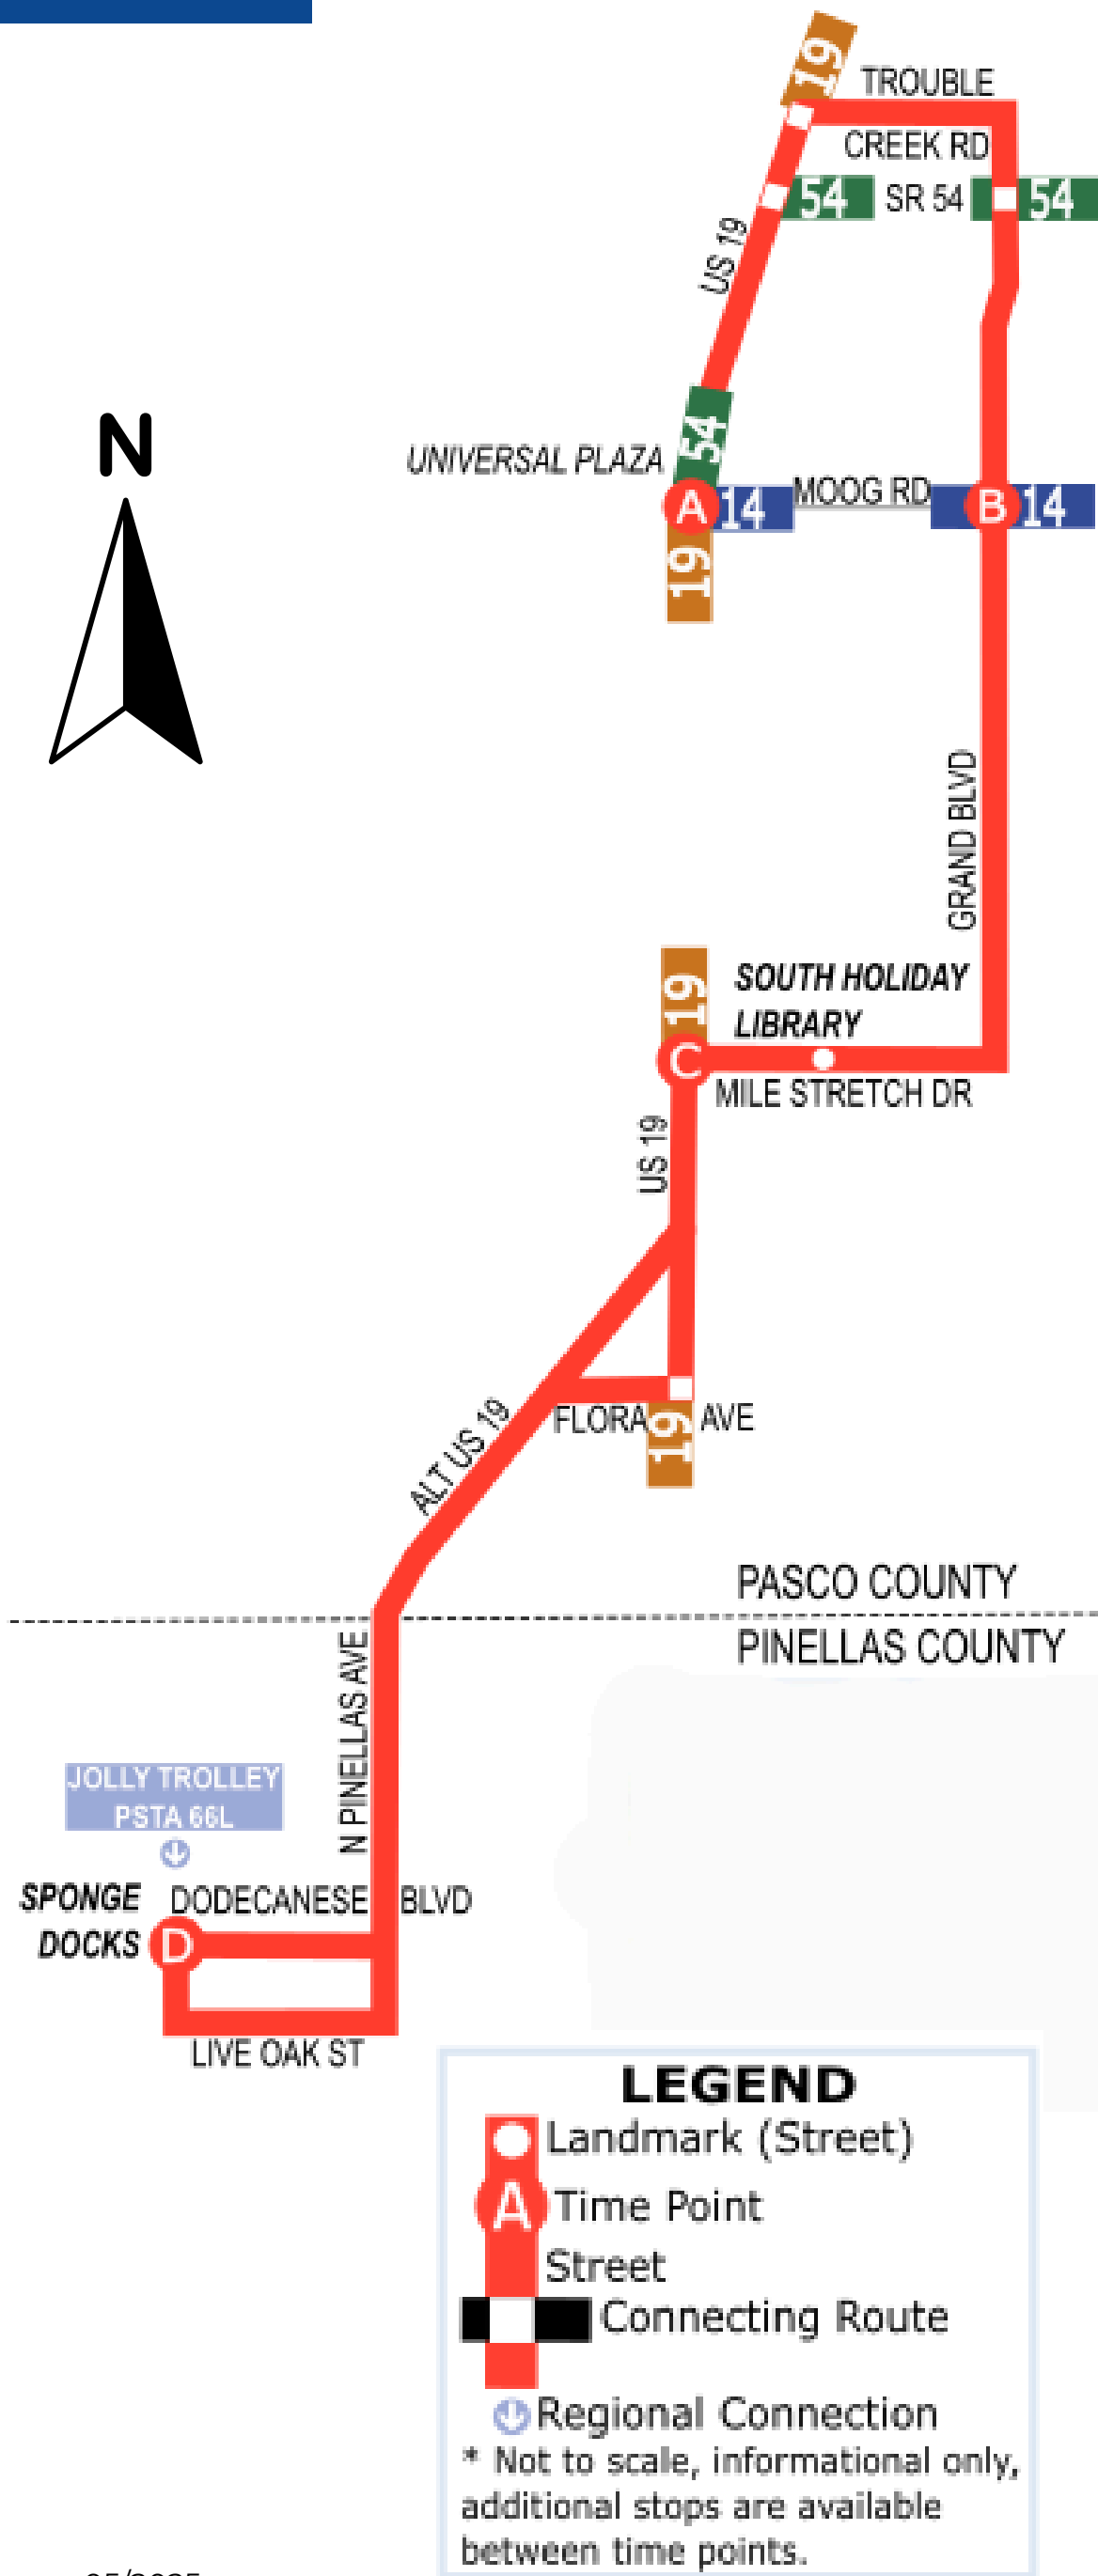 19
TROUBLE
CREEK RD
54
SR 54
54
US 19
N
54
UNIVERSAL PLAZA
A
14
MOOG RD
B
14
19
GRAND BLVD
19
SOUTH HOLIDAY
LIBRARY
C
MILE STRETCH DR
US 19
ALT US 19
FLORA
19
AVE
PASCO COUNTY
PINELLAS COUNTY
N PINELLAS AVE
JOLLY TROLLEY
PSTA 66L
SPONGE
DOCKS
DODECANESE BLVD
D
LIVE OAK ST
LEGEND
Landmark (Street)
A Time Point
Street
Connecting Route
Regional Connection
* Not to scale, informational only,
additional stops are available
between time points.